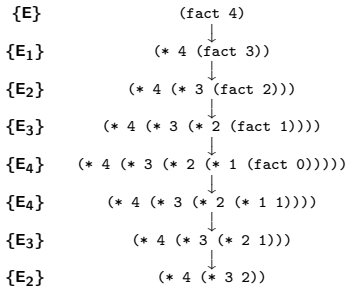 {E} (fact 4)
{E₁} (* 4 (fact 3))
{E₂} (* 4 (* 3 (fact 2)))
{E₃} (* 4 (* 3 (* 2 (fact 1))))
{E₄} (* 4 (* 3 (* 2 (* 1 (fact 0)))))
{E₄} (* 4 (* 3 (* 2 (* 1 1))))
{E₃} (* 4 (* 3 (* 2 1)))
{E₂} (* 4 (* 3 2))